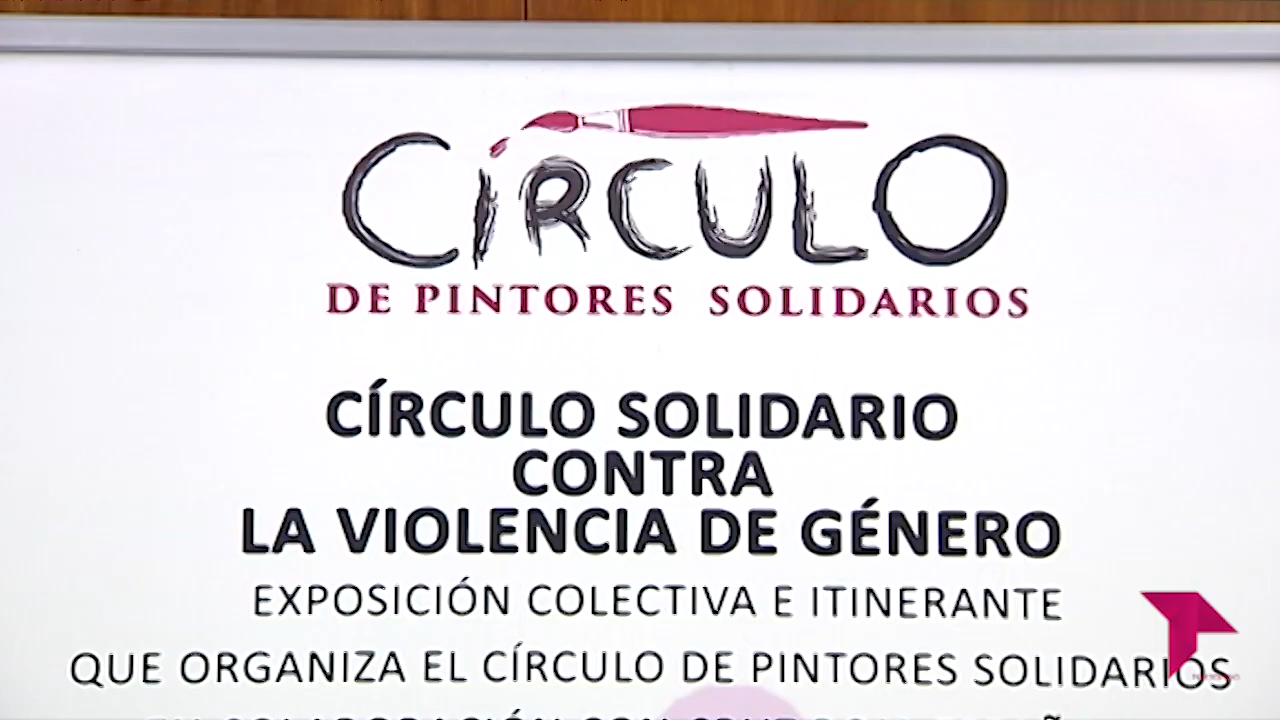 CÍRCULO
DE PINTORES SOLIDARIOS
CÍRCULO SOLIDARIO
CONTRA
LA VIOLENCIA DE GÉNERO
EXPOSICIÓN COLECTIVA E ITINERANTE
QUE ORGANIZA EL CÍRCULO DE PINTORES SOLIDARIOS